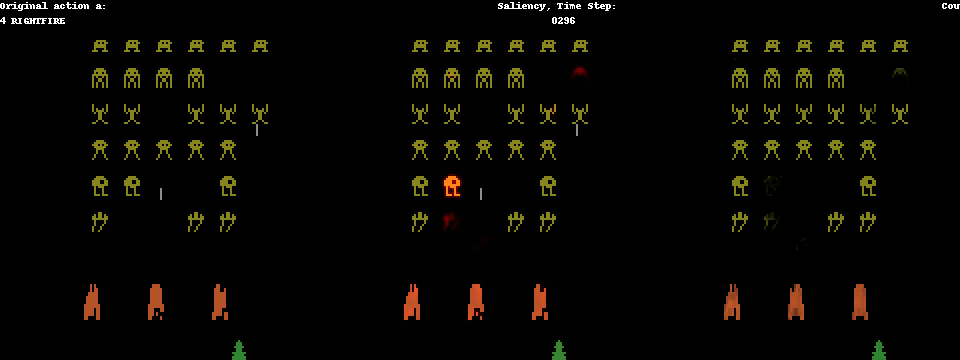 Original action a:
4 RIGHTFIRE
Saliency, Time Step:
0296
Cou